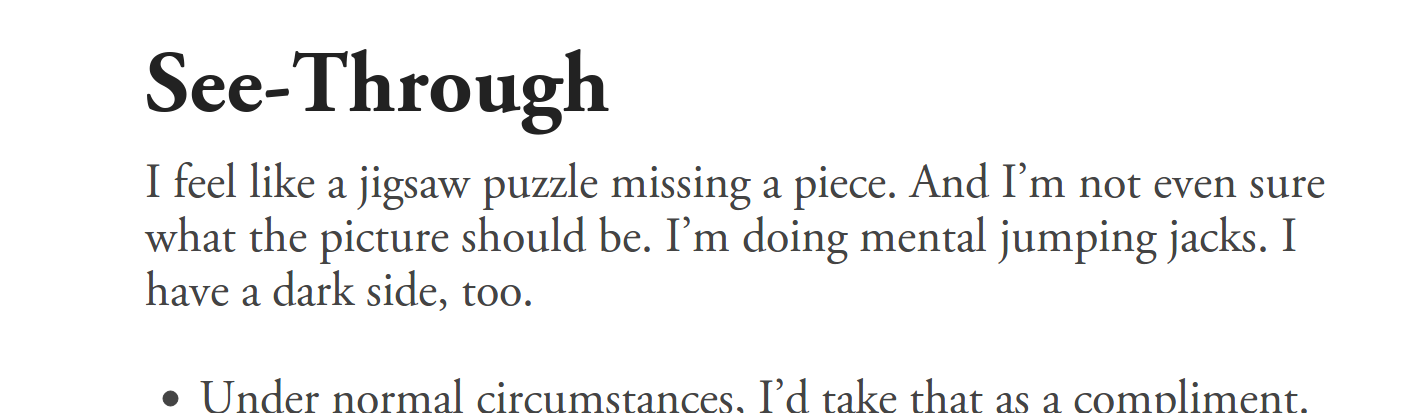 See-Through
I feel like a jigsaw puzzle missing a piece. And I’m not even sure
what the picture should be. I’m doing mental jumping jacks. I
have a dark side, too.
• Under normal circumstances, I’d take that as a compliment.